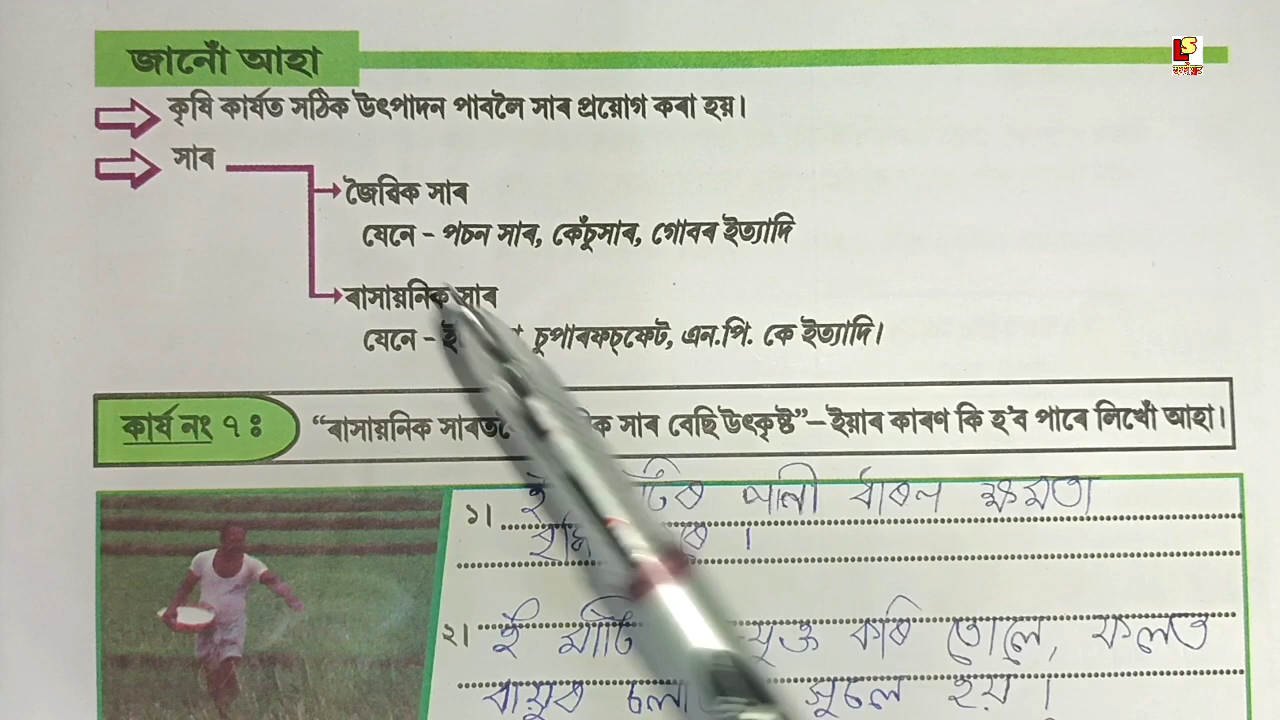 LS
জানোঁ আহা
কৃষি কাৰ্যত সঠিক উৎপাদন পাবলৈ সাৰ প্ৰয়োগ কৰা হয়।
সাৰ
জৈৱিক সাৰ
যেনে – পচন সাৰ, কেঁচুসাৰ, গোবৰ ইত্যাদি
ৰাসায়নিক সাৰ
যেনে – চুপাৰফচ্ফেট, এন.পি. কে ইত্যাদি।
কাৰ্য নং ৭ : “ৰাসায়নিক সাৰ বেছি উৎকৃষ্ট”– ইয়াৰ কাৰণ কি হ'ব পাৰে লিখোঁ আহা।
১। ই পানী ধাৰণ ক্ষমতা
২। ই মাটি কৰি তোলে, ফলত
বায়ুৰ সূচল হয়।